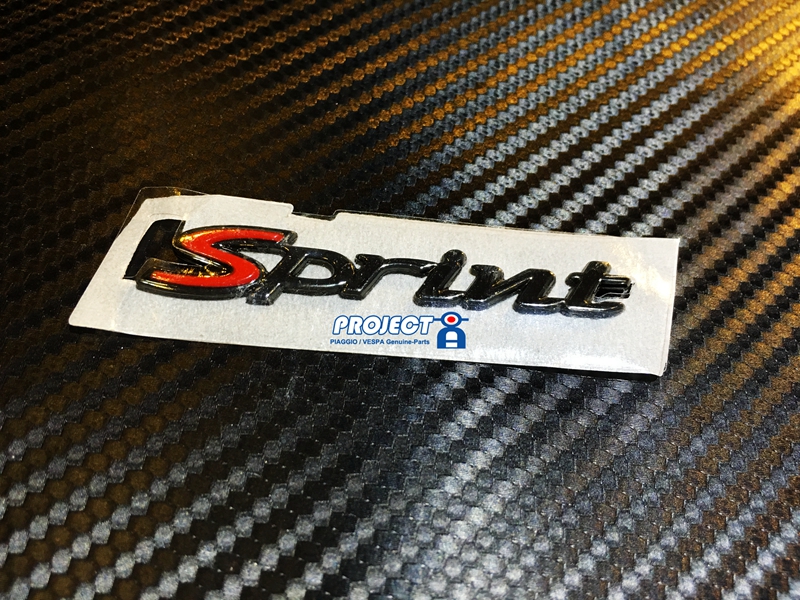 Sprint
PROJECT A
PIAGGIO / VESPA Genuine-Parts